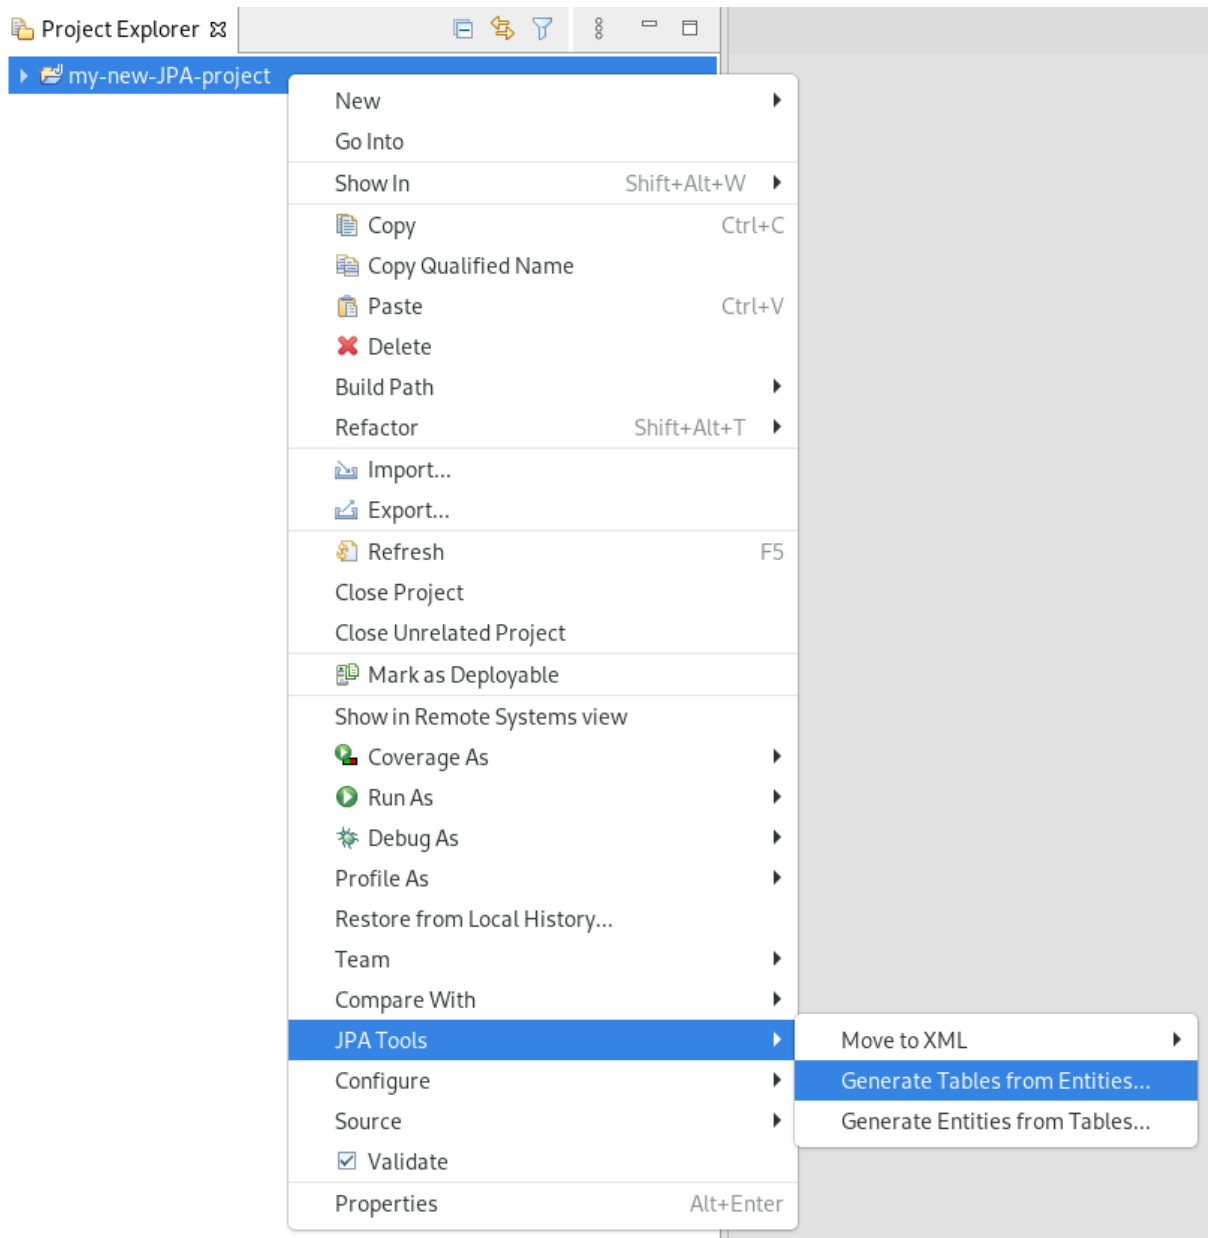 Project Explorer
my-new-JPA-project
New
Go Into
Show In Shift+Alt+W
Copy Ctrl+C
Copy Qualified Name
Paste Ctrl+V
Delete
Build Path
Refactor Shift+Alt+T
Import...
Export...
Refresh F5
Close Project
Close Unrelated Project
Mark as Deployable
Show in Remote Systems view
Coverage As
Run As
Debug As
Profile As
Restore from Local History...
Team
Compare With
JPA Tools
Configure
Source
Validate
Properties Alt+Enter
Move to XML
Generate Tables from Entities...
Generate Entities from Tables...